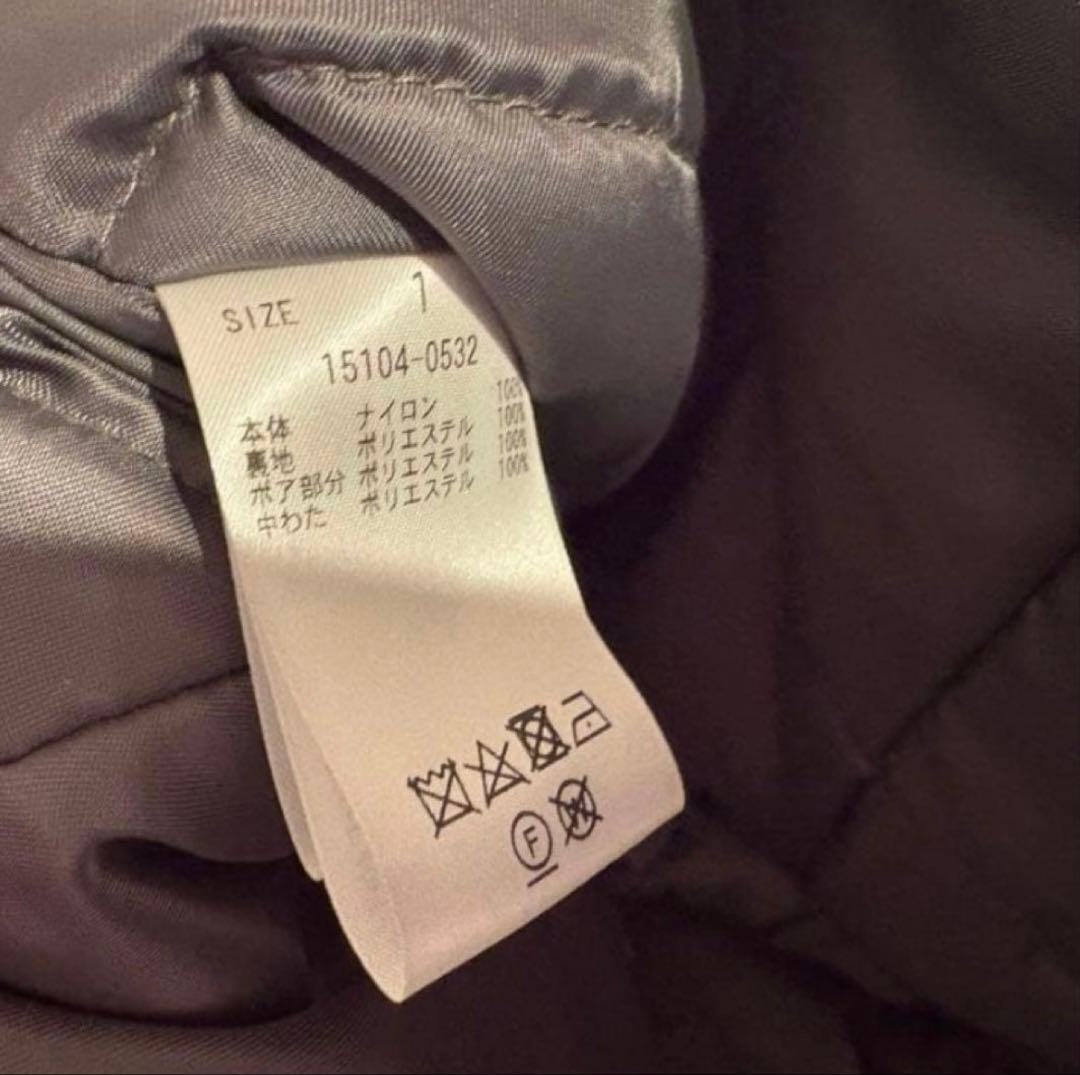 SIZE 1
15104-0532
本体 ナイロン 100%
裏地 ポリエステル 100%
ボア部分 ポリエステル 100%
中わた ポリエステル 100%
F W